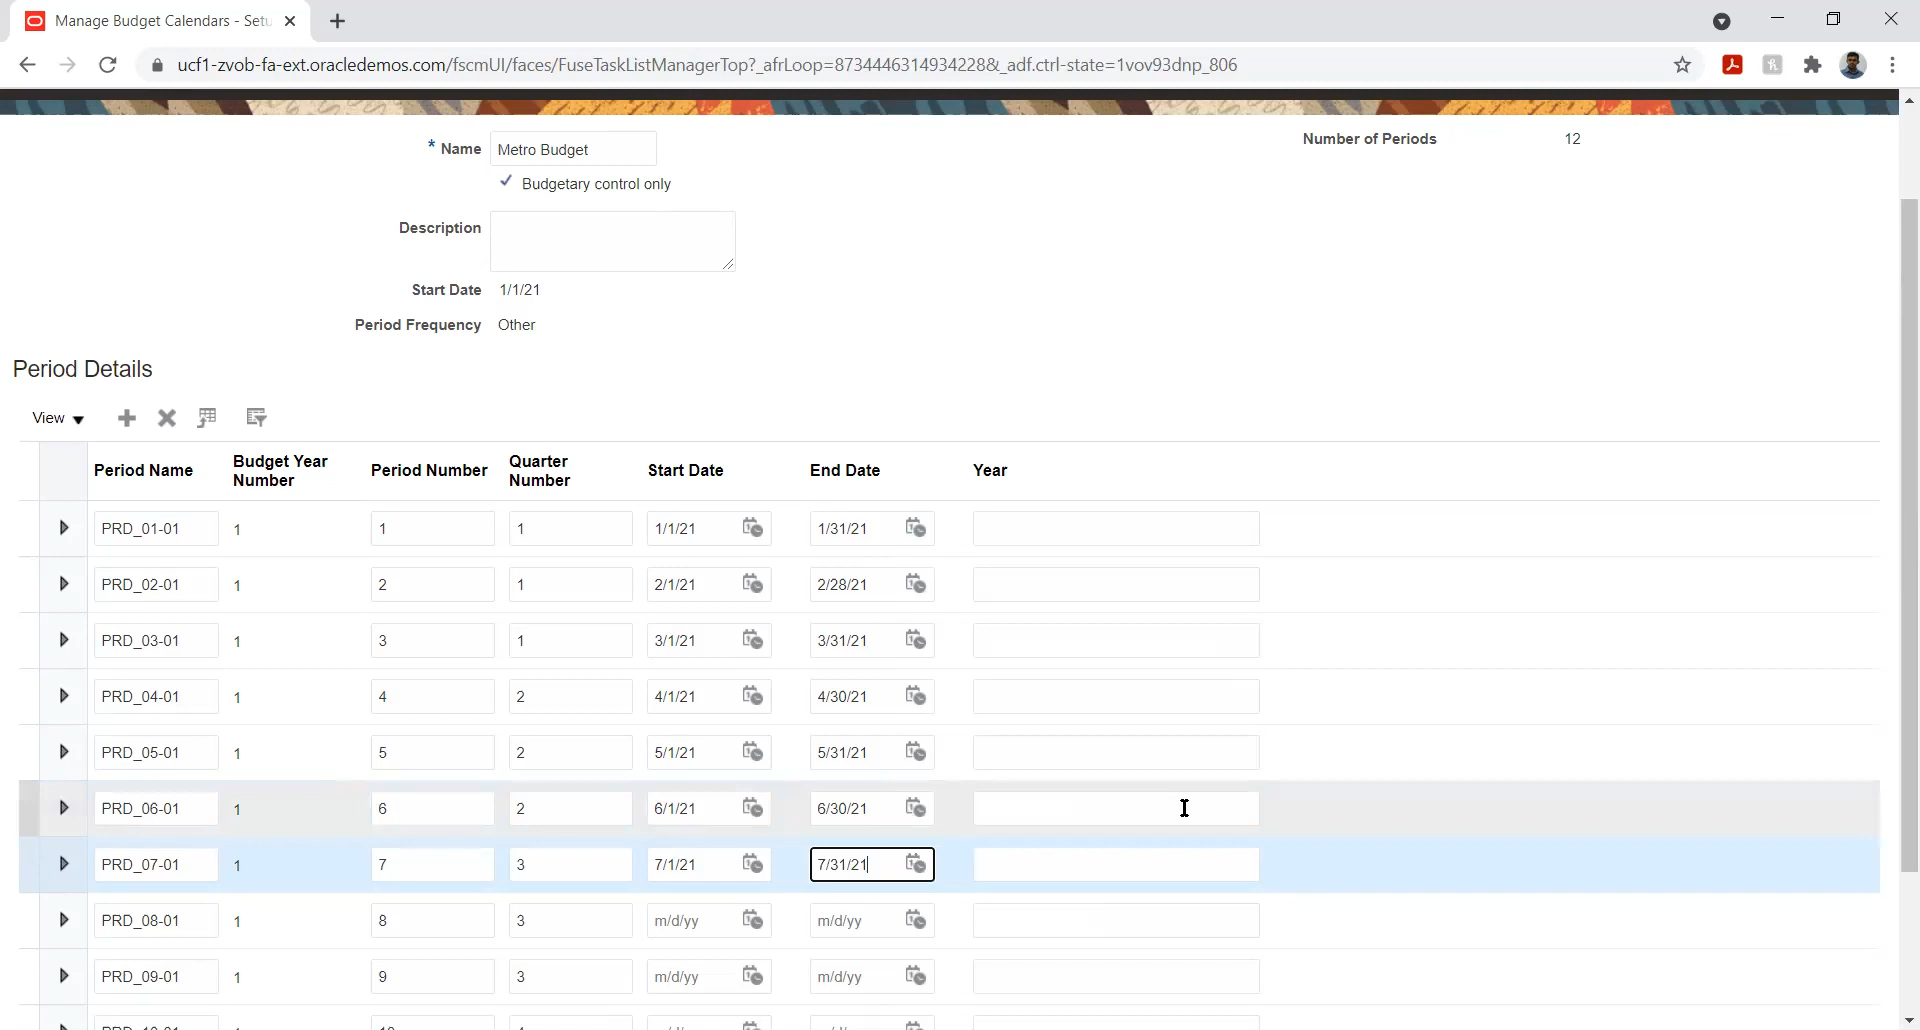 Manage Budget Calendars - Setu
ucf1-zvob-fa-ext.oracledemos.com/fscmUI/faces/FuseTaskListManagerTop?_afrLoop=87344463149342288&_adf.ctrl-state=1vov93dnp_806
* Name Metro Budget Number of Periods 12
Budgetary control only
Description
Start Date 1/1/21
Period Frequency Other
Period Details
View
Period Name Budget Year Number Period Number Quarter Number Start Date End Date Year
PRD_01-01 1 1 1 1/1/21 1/31/21
PRD_02-01 1 2 1 2/1/21 2/28/21
PRD_03-01 1 3 1 3/1/21 3/31/21
PRD_04-01 1 4 2 4/1/21 4/30/21
PRD_05-01 1 5 2 5/1/21 5/31/21
PRD_06-01 1 6 2 6/1/21 6/30/21
PRD_07-01 1 7 3 7/1/21 7/31/21
PRD_08-01 1 8 3 m/d/yy m/d/yy
PRD_09-01 1 9 3 m/d/yy m/d/yy